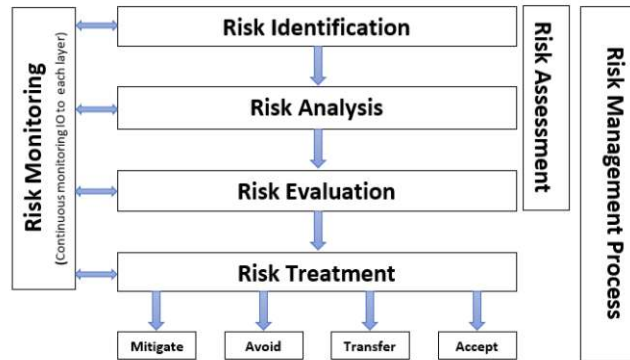 Risk Identification
Risk Analysis
Risk Evaluation
Risk Treatment
Mitigate
Avoid
Transfer
Accept
Risk Monitoring
(Continuous monitoring IO to each layer)
Risk Assessment
Risk Management Process